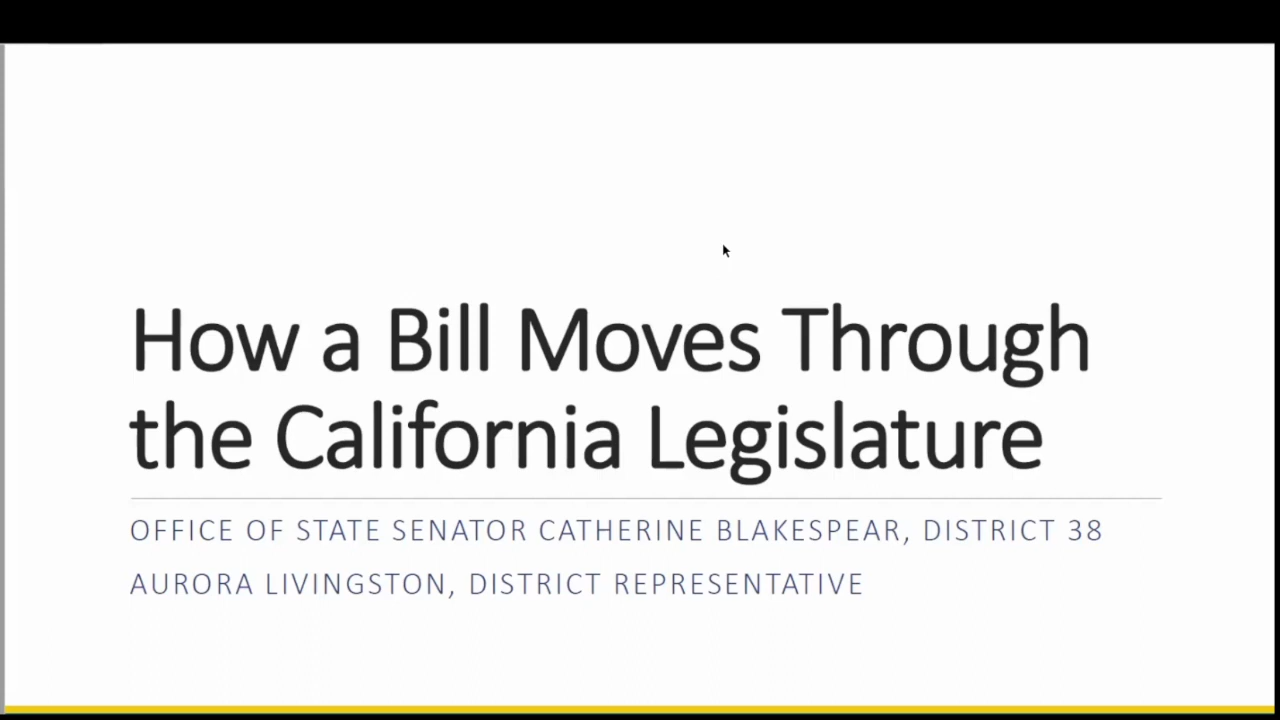 How a Bill Moves Through
the California Legislature
OFFICE OF STATE SENATOR CATHERINE BLAKESPEAR, DISTRICT 38
AURORA LIVINGSTON, DISTRICT REPRESENTATIVE